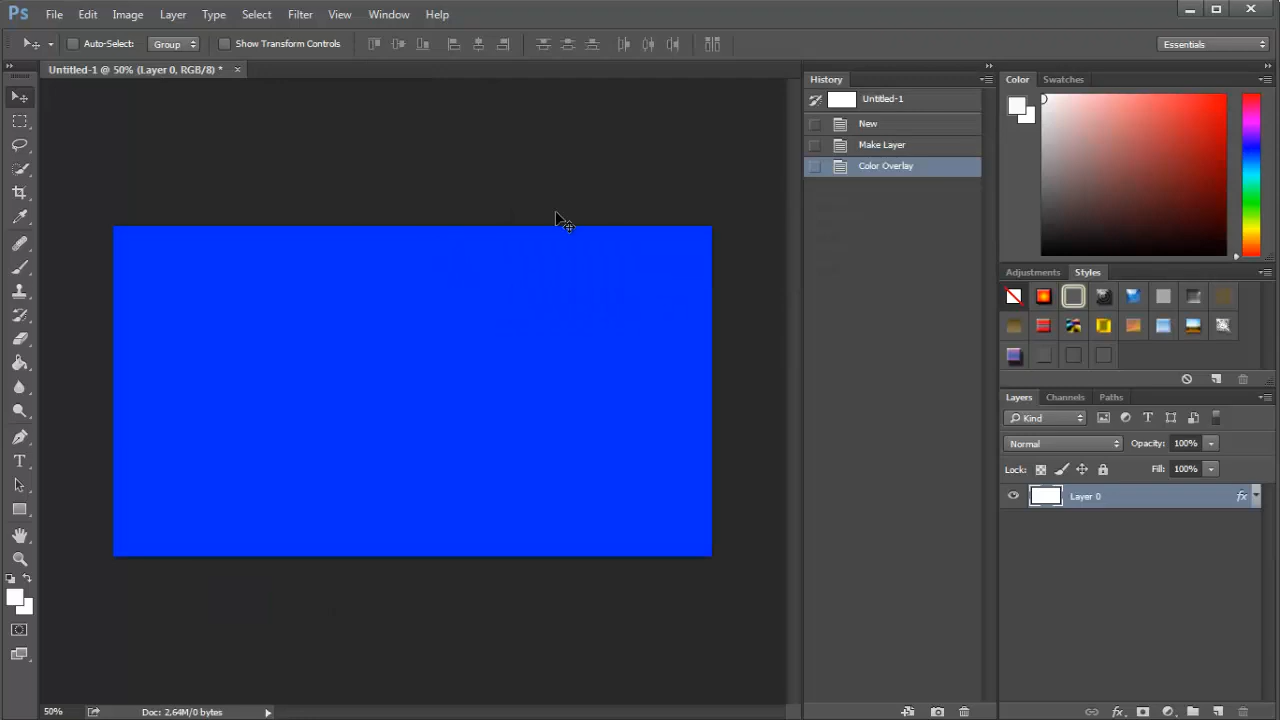 Ps File Edit Image Layer Type Select Filter View Window Help
Auto-Select: Group Show Transform Controls Essentials
Untitled-1 @ 50% (Layer 0, RGB/8) * ×
History
Untitled-1
New
Make Layer
Color Overlay
Color Swatches
Adjustments Styles
Layers Channels Paths
Kind
Normal Opacity: 100%
Lock: Fill: 100%
Layer 0 fx
50% Doc: 2.64M/0 bytes
fx